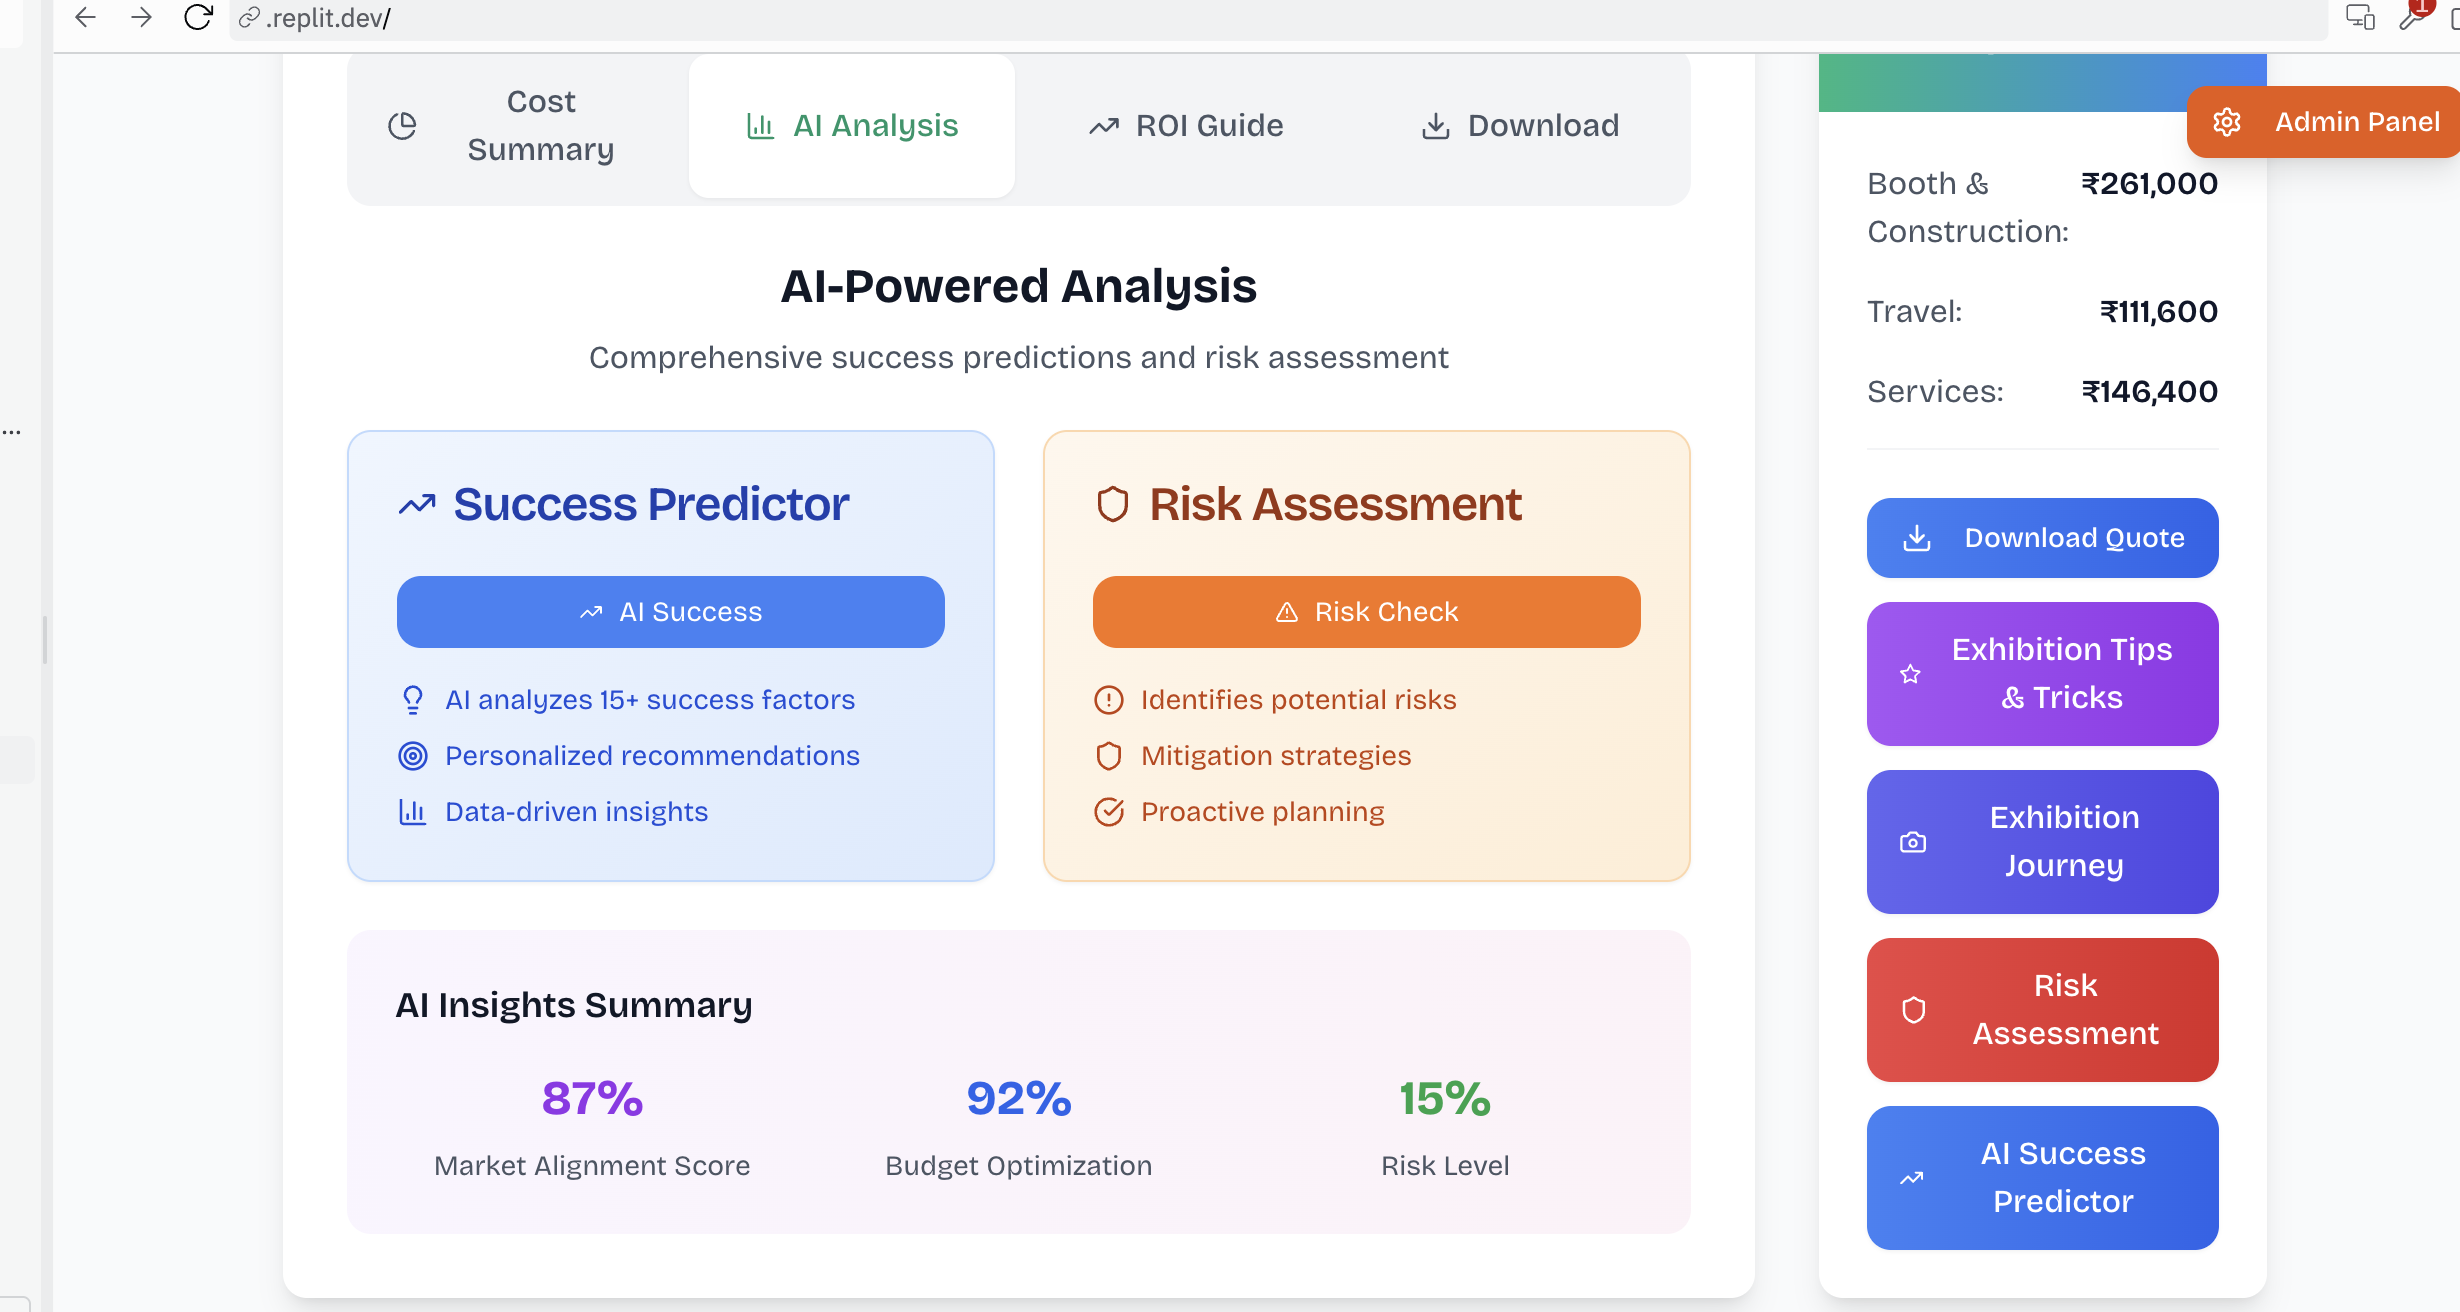 .replit.dev/
1
Cost
Summary
AI Analysis
ROI Guide
Download
Admin Panel
AI-Powered Analysis
Comprehensive success predictions and risk assessment
Success Predictor
AI Success
AI analyzes 15+ success factors
Personalized recommendations
Data-driven insights
Risk Assessment
Risk Check
Identifies potential risks
Mitigation strategies
Proactive planning
AI Insights Summary
87%
Market Alignment Score
92%
Budget Optimization
15%
Risk Level
Booth & ₹261,000
Construction:
Travel: ₹111,600
Services: ₹146,400
Download Quote
Exhibition Tips
& Tricks
Exhibition
Journey
Risk
Assessment
AI Success
Predictor
...